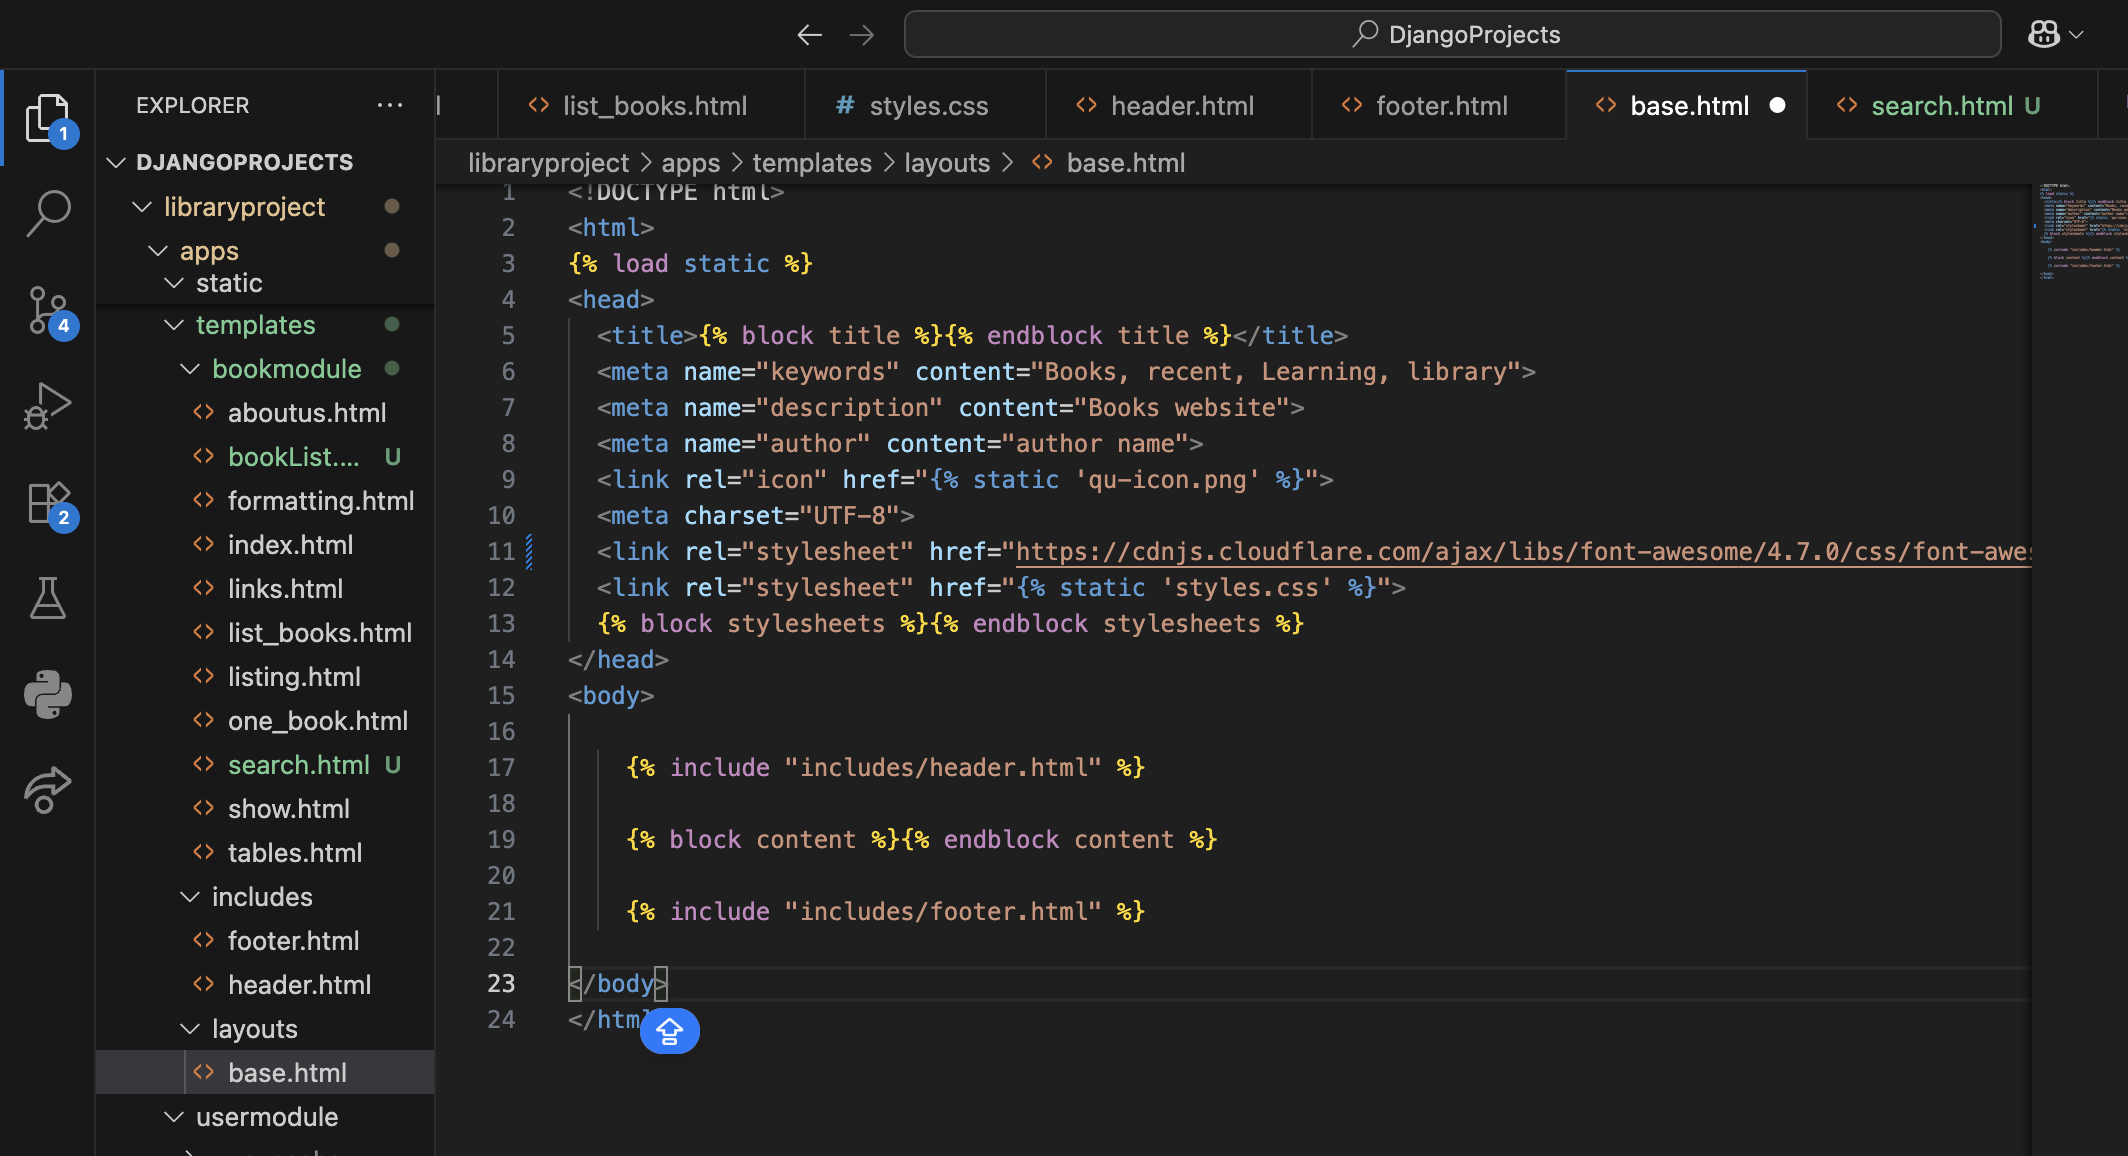 DjangoProjects
EXPLORER
list_books.html
styles.css
header.html
footer.html
base.html
search.html U
libraryproject > apps > templates > layouts > base.html
DJANGOPROJECTS
libraryproject
apps
static
templates
bookmodule
aboutus.html
bookList.... U
formatting.html
index.html
links.html
list_books.html
listing.html
one_book.html
search.html U
show.html
tables.html
includes
footer.html
header.html
layouts
base.html
usermodule
1
4
2
1 <!DOCTYPE html>
2 <html>
3 {% load static %}
4 <head>
5 <title>{% block title %}{% endblock title %}</title>
6 <meta name="keywords" content="Books, recent, Learning, library">
7 <meta name="description" content="Books website">
8 <meta name="author" content="author name">
9 <link rel="icon" href="{% static 'qu-icon.png' %}">
10 <meta charset="UTF-8">
11 <link rel="stylesheet" href="https://cdnjs.cloudflare.com/ajax/libs/font-awesome/4.7.0/css/font-awes
12 <link rel="stylesheet" href="{% static 'styles.css' %}">
13 {% block stylesheets %}{% endblock stylesheets %}
14 </head>
15 <body>
16
17 {% include "includes/header.html" %}
18
19 {% block content %}{% endblock content %}
20
21 {% include "includes/footer.html" %}
22
23 </body>
24 </html